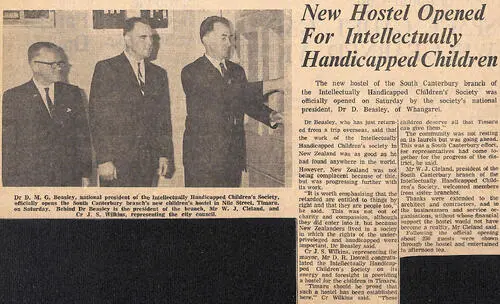 New Hostel Opened
For Intellectually
Handicapped Children
The new hostel of the South Canterbury branch of
the Intellectually Handicapped Children's Society was
officially opened on Saturday by the society's national
president, Dr D. Beasley, of Whangarei.
Dr Beasley, who has just return-
ed from a trip overseas, said that
the work of the Intellectually
Handicapped Children's society in
New Zealand was as good as he
had found anywhere in the world.
However, New Zealand was not
being complacent because of this,
but was progressing further with
its work.
"It is worth emphasising that the
retarded are entitled to things by
right and that they are people too,"
he said. This was not out of
charity and compassion, although
they did enter into it, but because
New Zealanders lived in a society
in which the rights of the under-
privileged and handicapped were
important, Dr Beasley said.
Cr J. S. Wilkins, representing the
mayor, Mr D. R. Dowell, congratu-
lated the Intellectually Handicap-
ped Children's Society on its
energy and foresight in providing
a hostel for the children in Timaru.
"Timaru should be proud that
such a hostel has been established
here," Cr Wilkins said. "These
children deserve all that Timaru
can give them."
The community was not resting
on its laurels but was going ahead.
This was a South Canterbury effort,
for representatives had come to-
gether for the progress of the dis-
trict, he said.
Mr W. J. Cleland, president of the
South Canterbury branch of the
Intellectually Handicapped Child-
ren's Society, welcomed members
from sister branches.
Thanks were extended to the
architect and contractors, and to
the businessmen and service or-
ganisations, without whose financial
support the hostel would not have
become a reality, Mr Cleland said.
Following the official opening
about 250 guests were shown
through the hostel and entertained
to afternoon tea.
Dr D. M. G. Beasley, national president of the Intellectually Handicapped Children's Society,
officially opens the South Canterbury branch's new children's hostel in Nile Street, Timaru,
on Saturday. Behind Dr Beasley is the president of the South Canterbury branch, Mr W. J. Cleland, and
Cr J. S. Wilkins, representing the city council.